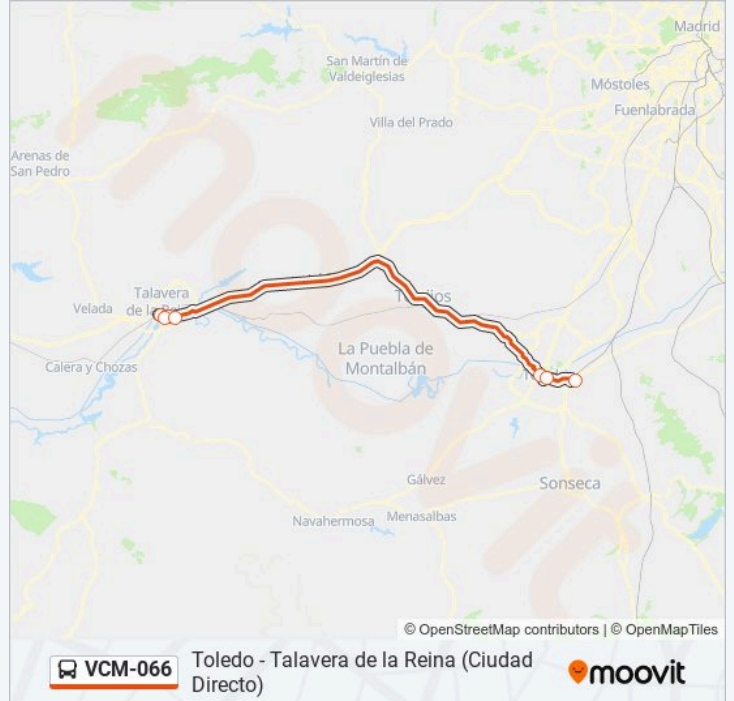 Madrid
San Martín de
Valdeiglesias
Móstoles
Fuenlabrada
Villa del Prado
Arenas de
San Pedro
Talavera
de la Reina
Velada
Calera y Chozas
La Puebla de
Montalbán
Gálvez
Sonseca
Navahermosa
Menasalbas
moovit
© OpenStreetMap contributors | © OpenMapTiles
VCM-066
Toledo - Talavera de la Reina (Ciudad
Directo)
moovit